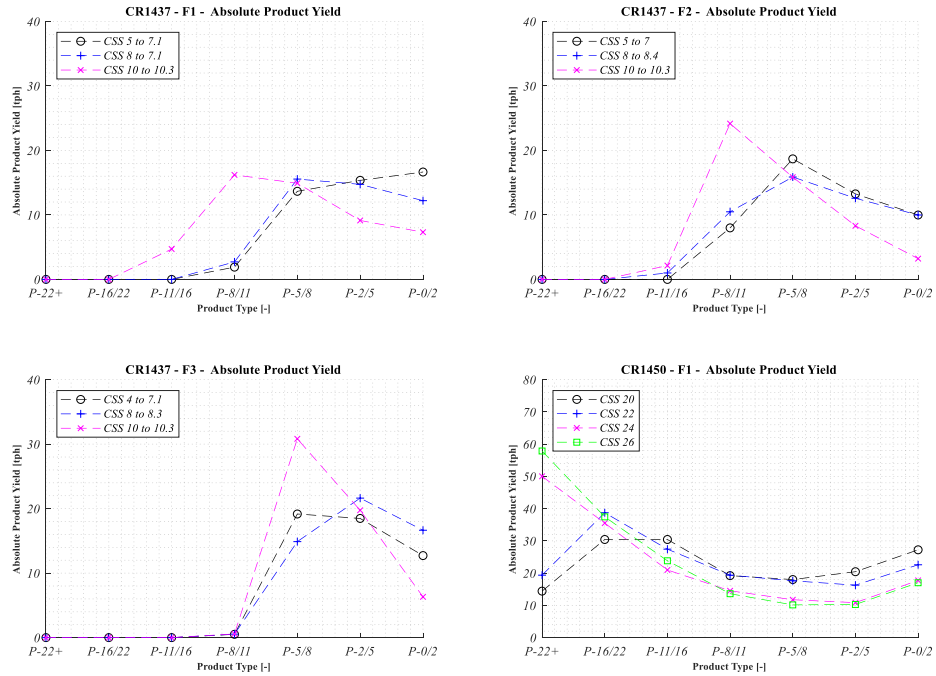 CR1437 - F1 - Absolute Product Yield
40
30
20
10
0
Absolute Product Yield [tph]
CSS 5 to 7.1
CSS 8 to 7.1
CSS 10 to 10.3
P-22+ P-16/22 P-11/16 P-8/11 P-5/8 P-2/5 P-0/2
Product Type [-]
CR1437 - F2 - Absolute Product Yield
40
30
20
10
0
Absolute Product Yield [tph]
CSS 5 to 7
CSS 8 to 8.4
CSS 10 to 10.3
P-22+ P-16/22 P-11/16 P-8/11 P-5/8 P-2/5 P-0/2
Product Type [-]
CR1437 - F3 - Absolute Product Yield
40
30
20
10
0
Absolute Product Yield [tph]
CSS 4 to 7.1
CSS 8 to 8.3
CSS 10 to 10.3
P-22+ P-16/22 P-11/16 P-8/11 P-5/8 P-2/5 P-0/2
Product Type [-]
CR1450 - F1 - Absolute Product Yield
80
70
60
50
40
30
20
10
0
Absolute Product Yield [tph]
CSS 20
CSS 22
CSS 24
CSS 26
P-22+ P-16/22 P-11/16 P-8/11 P-5/8 P-2/5 P-0/2
Product Type [-]